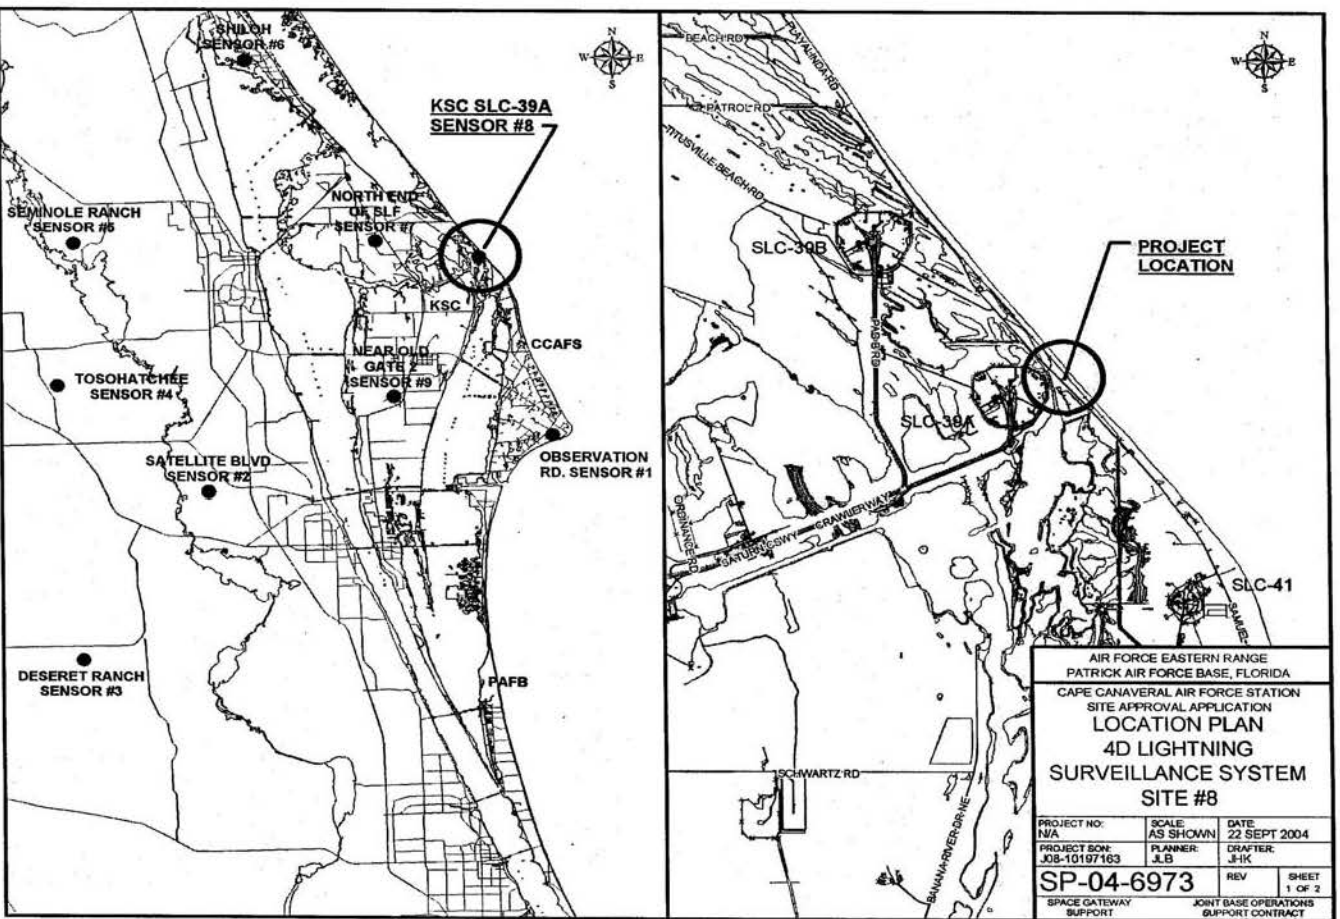 SHILOH
SENSOR #6
N
W
E
S
KSC SLC-39A
SENSOR #8
SEMINOLE RANCH
SENSOR #5
NORTH END
OF SLF
SENSOR #7
KSC
CCAFS
NEAR OLD
GATE 2
SENSOR #9
TOSOHATCHEE
SENSOR #4
SATELLITE BLVD
SENSOR #2
OBSERVATION
RD. SENSOR #1
DESERET RANCH
SENSOR #3
PAFB
BEACH RD
PLAYALINDA RD
N
W
E
S
PATROL RD
TITUSVILLE BEACH RD
SLC-39B
PROJECT
LOCATION
PAD B RD
SLC-39A
ORDINANCE RD
SATURN CSWY
CRAWLERWAY
SLC-41
SAMUEL
SCHWARTZ RD
BANANA RIVER DR NE
AIR FORCE EASTERN RANGE
PATRICK AIR FORCE BASE, FLORIDA
CAPE CANAVERAL AIR FORCE STATION
SITE APPROVAL APPLICATION
LOCATION PLAN
4D LIGHTNING
SURVEILLANCE SYSTEM
SITE #8
PROJECT NO: SCALE: DATE:
N/A AS SHOWN 22 SEPT 2004
PROJECT SON: PLANNER: DRAFTER:
J08-10197163 JLB JHK
SP-04-6973 REV SHEET
1 OF 2
SPACE GATEWAY JOINT BASE OPERATIONS
SUPPORT SUPPORT CONTRACT